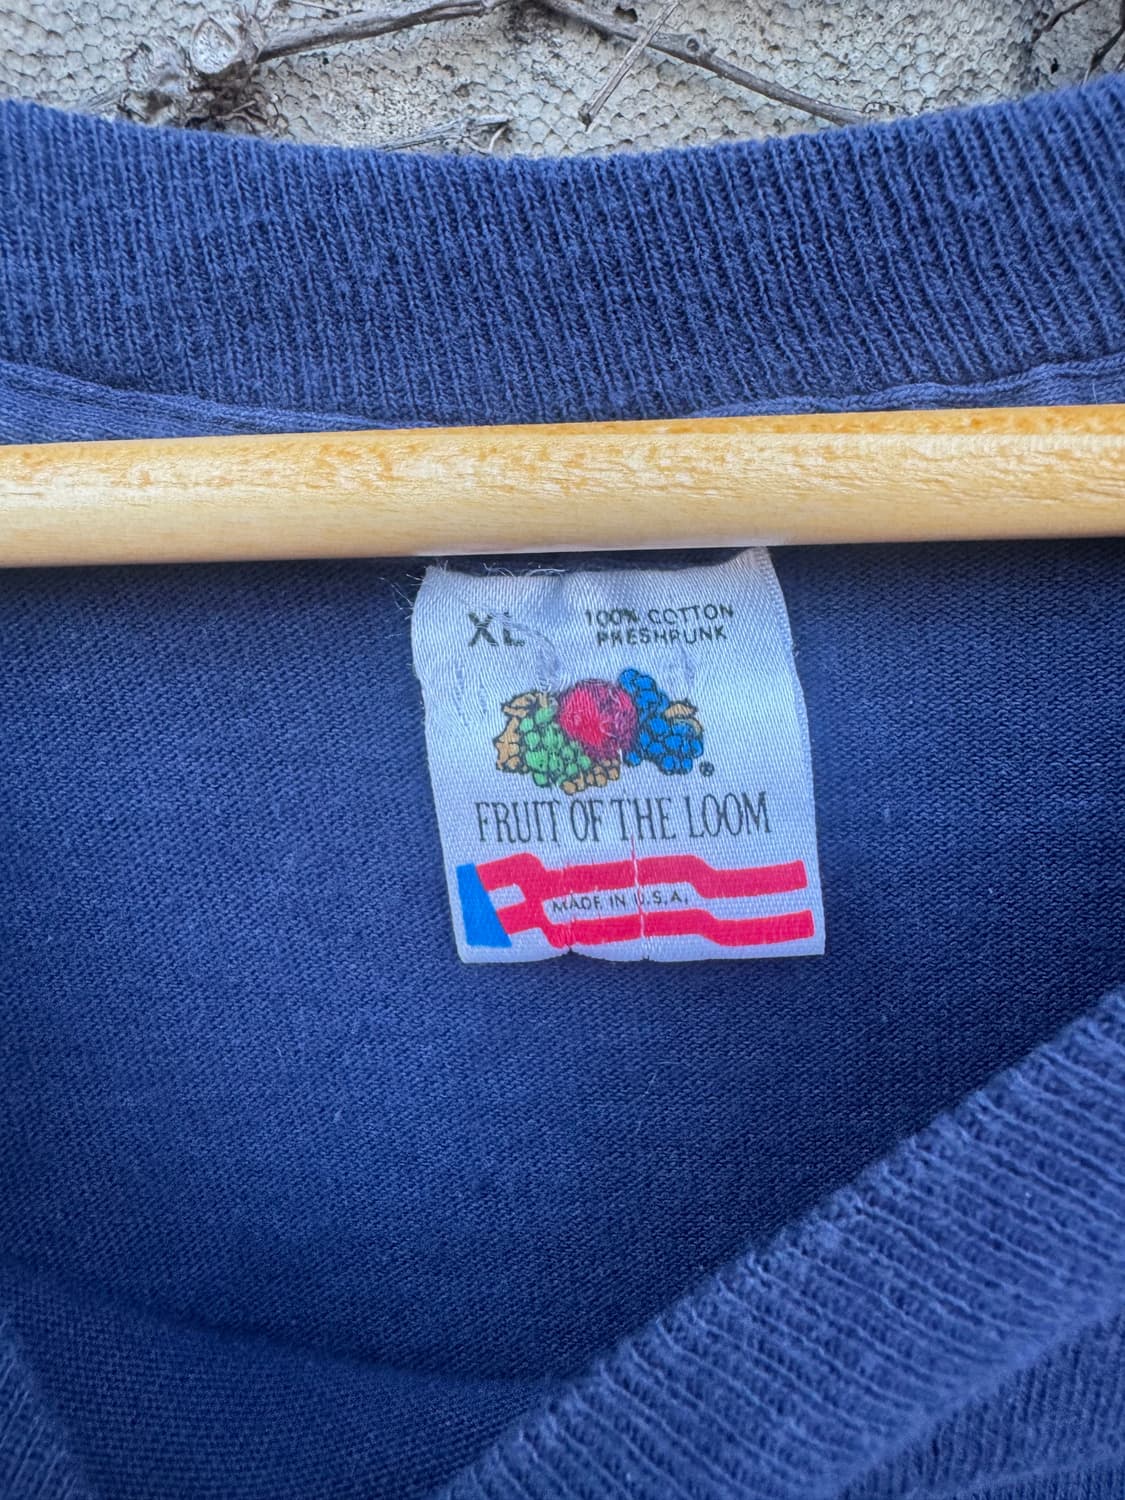 XL
100% COTTON
PRESHRUNK
®
FRUIT OF THE LOOM
MADE IN U.S.A.